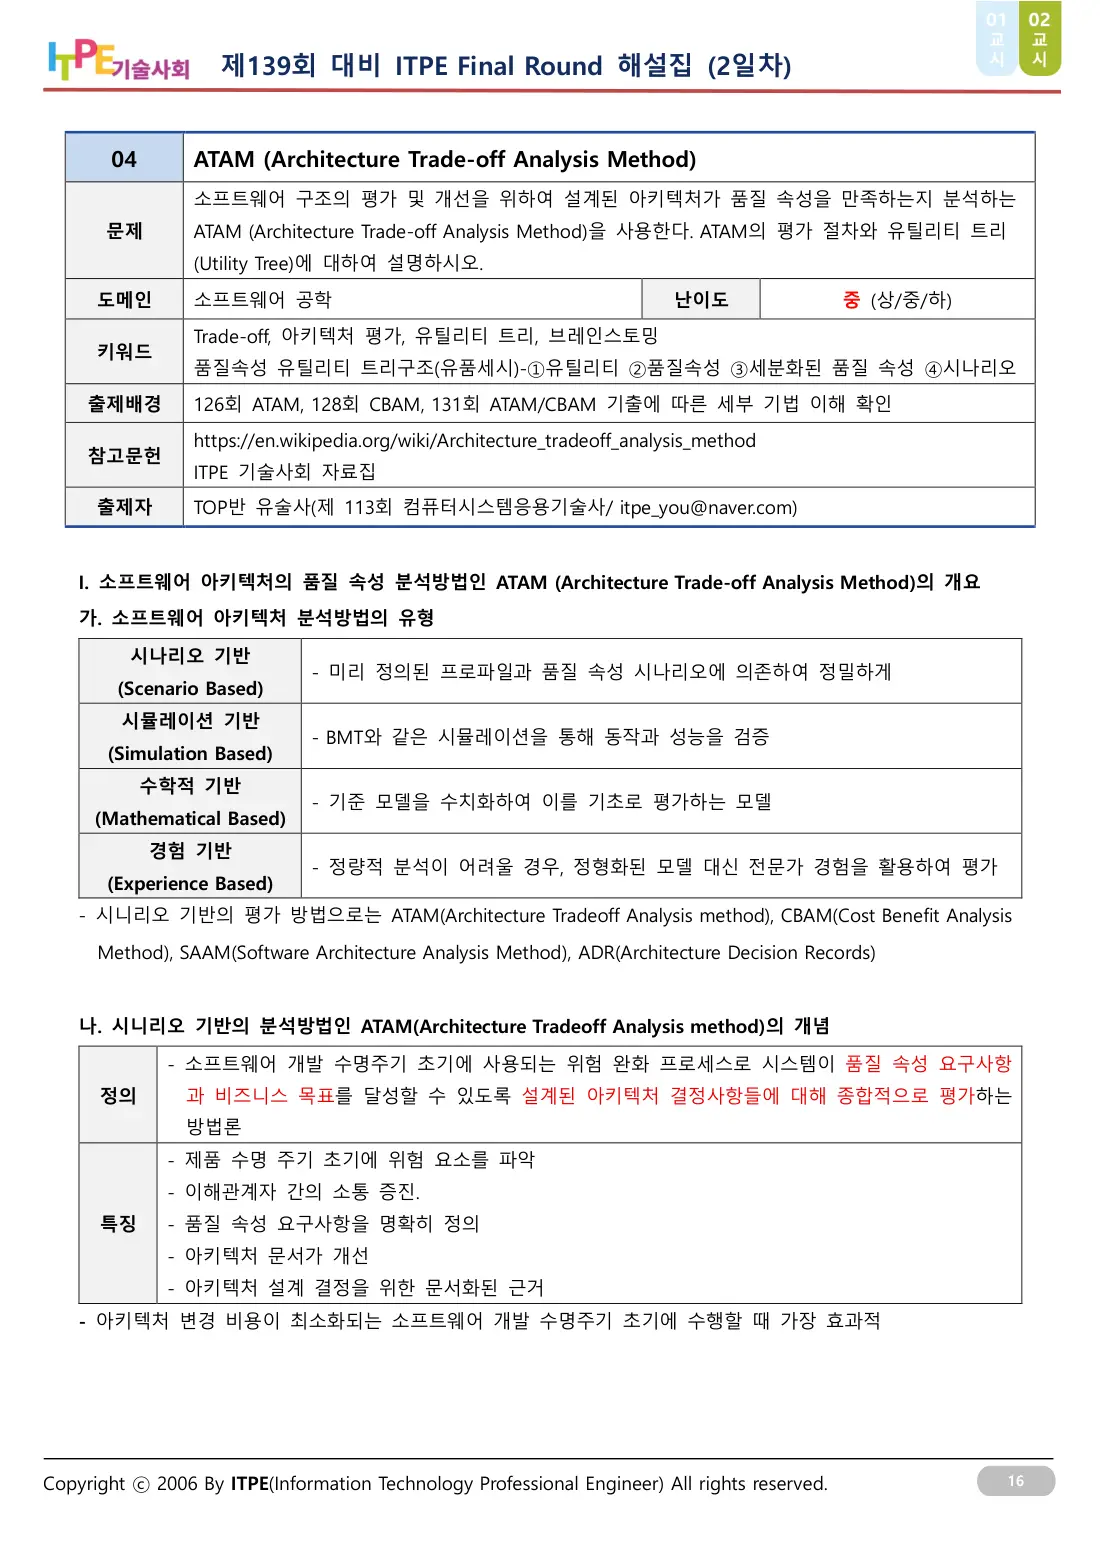 01
교
시
02
교
시
ITPE기술사회 제139회 대비 ITPE Final Round 해설집 (2일차)
04 ATAM (Architecture Trade-off Analysis Method)
문제
소프트웨어 구조의 평가 및 개선을 위하여 설계된 아키텍처가 품질 속성을 만족하는지 분석하는
ATAM (Architecture Trade-off Analysis Method)을 사용한다. ATAM의 평가 절차와 유틸리티 트리
(Utility Tree)에 대하여 설명하시오.
도메인 소프트웨어 공학 난이도 중 (상/중/하)
키워드
Trade-off, 아키텍처 평가, 유틸리티 트리, 브레인스토밍
품질속성 유틸리티 트리구조(유품세시)-①유틸리티 ②품질속성 ③세분화된 품질 속성 ④시나리오
출제배경 126회 ATAM, 128회 CBAM, 131회 ATAM/CBAM 기출에 따른 세부 기법 이해 확인
참고문헌
https://en.wikipedia.org/wiki/Architecture_tradeoff_analysis_method
ITPE 기술사회 자료집
출제자 TOP반 유술사(제 113회 컴퓨터시스템응용기술사/ itpe_you@naver.com)
I. 소프트웨어 아키텍처의 품질 속성 분석방법인 ATAM (Architecture Trade-off Analysis Method)의 개요
가. 소프트웨어 아키텍처 분석방법의 유형
시나리오 기반
(Scenario Based)
- 미리 정의된 프로파일과 품질 속성 시나리오에 의존하여 정밀하게
시뮬레이션 기반
(Simulation Based)
- BMT와 같은 시뮬레이션을 통해 동작과 성능을 검증
수학적 기반
(Mathematical Based)
- 기준 모델을 수치화하여 이를 기초로 평가하는 모델
경험 기반
(Experience Based)
- 정량적 분석이 어려울 경우, 정형화된 모델 대신 전문가 경험을 활용하여 평가
- 시니리오 기반의 평가 방법으로는 ATAM(Architecture Tradeoff Analysis method), CBAM(Cost Benefit Analysis
Method), SAAM(Software Architecture Analysis Method), ADR(Architecture Decision Records)
나. 시니리오 기반의 분석방법인 ATAM(Architecture Tradeoff Analysis method)의 개념
정의
- 소프트웨어 개발 수명주기 초기에 사용되는 위험 완화 프로세스로 시스템이 품질 속성 요구사항
과 비즈니스 목표를 달성할 수 있도록 설계된 아키텍처 결정사항들에 대해 종합적으로 평가하는
방법론
특징
- 제품 수명 주기 초기에 위험 요소를 파악
- 이해관계자 간의 소통 증진.
- 품질 속성 요구사항을 명확히 정의
- 아키텍처 문서가 개선
- 아키텍처 설계 결정을 위한 문서화된 근거
- 아키텍처 변경 비용이 최소화되는 소프트웨어 개발 수명주기 초기에 수행할 때 가장 효과적
Copyright ⓒ 2006 By ITPE(Information Technology Professional Engineer) All rights reserved.
16